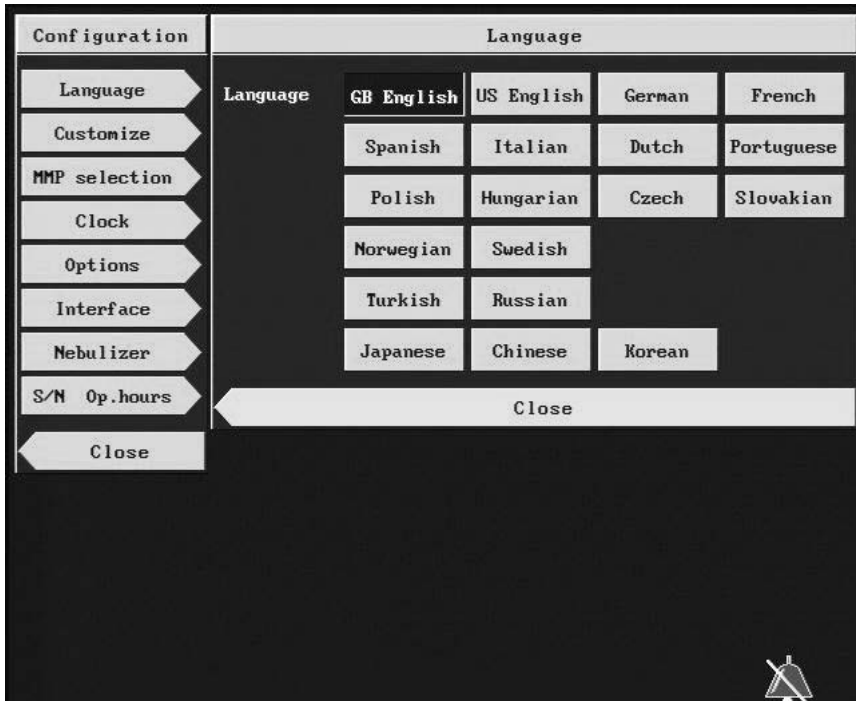 Configuration
Language
Customize
MMP selection
Clock
Options
Interface
Nebulizer
S/N Op.hours
Close
Language
Language
GB English US English German French
Spanish Italian Dutch Portuguese
Polish Hungarian Czech Slovakian
Norwegian Swedish
Turkish Russian
Japanese Chinese Korean
Close